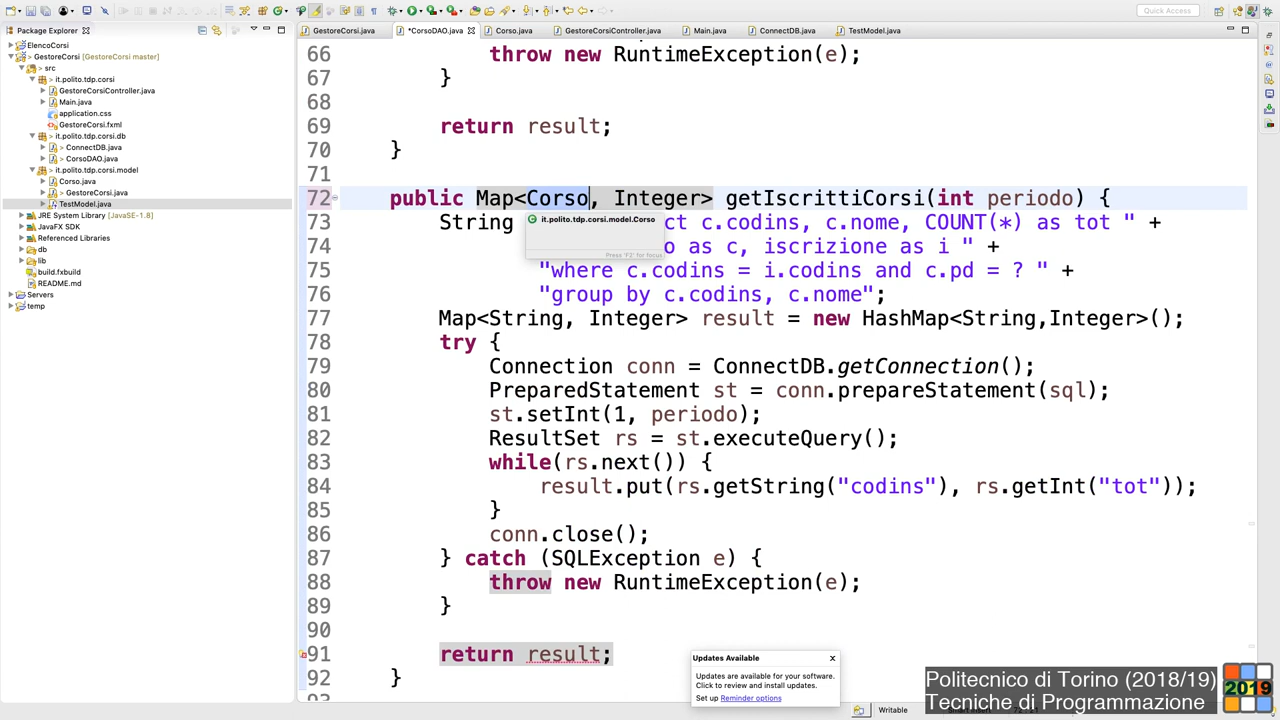 Quick Access
Package Explorer
GestoreCorsi.java
*CorsoDAO.java
Corso.java
GestoreCorsiController.java
Main.java
ConnectDB.java
TestModel.java
ElencoCorsi
> GestoreCorsi [GestoreCorsi master]
> src
> it.polito.tdp.corsi
GestoreCorsiController.java
Main.java
application.css
GestoreCorsi.fxml
> it.polito.tdp.corsi.db
> ConnectDB.java
> CorsoDAO.java
> it.polito.tdp.corsi.model
Corso.java
> GestoreCorsi.java
TestModel.java
JRE System Library [JavaSE-1.8]
JavaFX SDK
Referenced Libraries
db
lib
build.fxbuild
README.md
Servers
temp
66 throw new RuntimeException(e);
67 }
68
69 return result;
70 }
71
72 public Map<Corso, Integer> getIscrittiCorsi(int periodo) {
73 String ct c.codins, c.nome, COUNT(*) as tot " +
it.polito.tdp.corsi.model.Corso
74 o as c, iscrizione as i " +
Press 'F2' for focus
75 "where c.codins = i.codins and c.pd = ? " +
76 "group by c.codins, c.nome";
77 Map<String, Integer> result = new HashMap<String,Integer>();
78 try {
79 Connection conn = ConnectDB.getConnection();
80 PreparedStatement st = conn.prepareStatement(sql);
81 st.setInt(1, periodo);
82 ResultSet rs = st.executeQuery();
83 while(rs.next()) {
84 result.put(rs.getString("codins"), rs.getInt("tot"));
85 }
86 conn.close();
87 } catch (SQLException e) {
88 throw new RuntimeException(e);
89 }
90
91 return result;
92 }
Updates Available
Updates are available for your software.
Click to review and install updates.
Set up Reminder options
Politecnico di Torino (2018/19)
Tecniche di Programmazione
2019
Writable